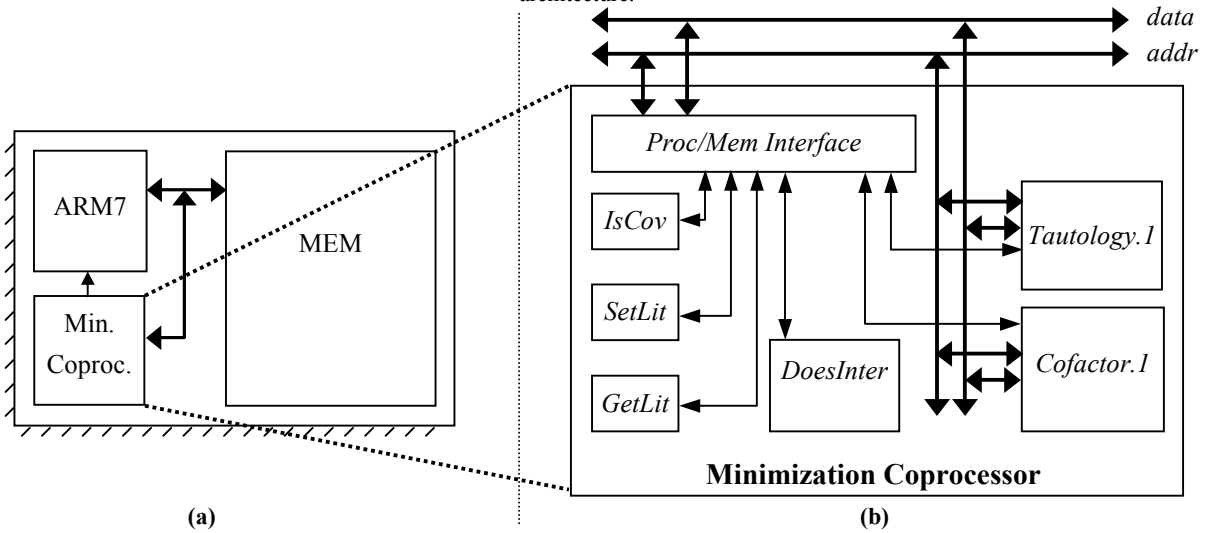 architecture.
data
addr
Proc/Mem Interface
ARM7
MEM
IsCov
Tautology.1
Min.
Coproc.
SetLit
DoesInter
Cofactor.1
GetLit
Minimization Coprocessor
(a)
(b)